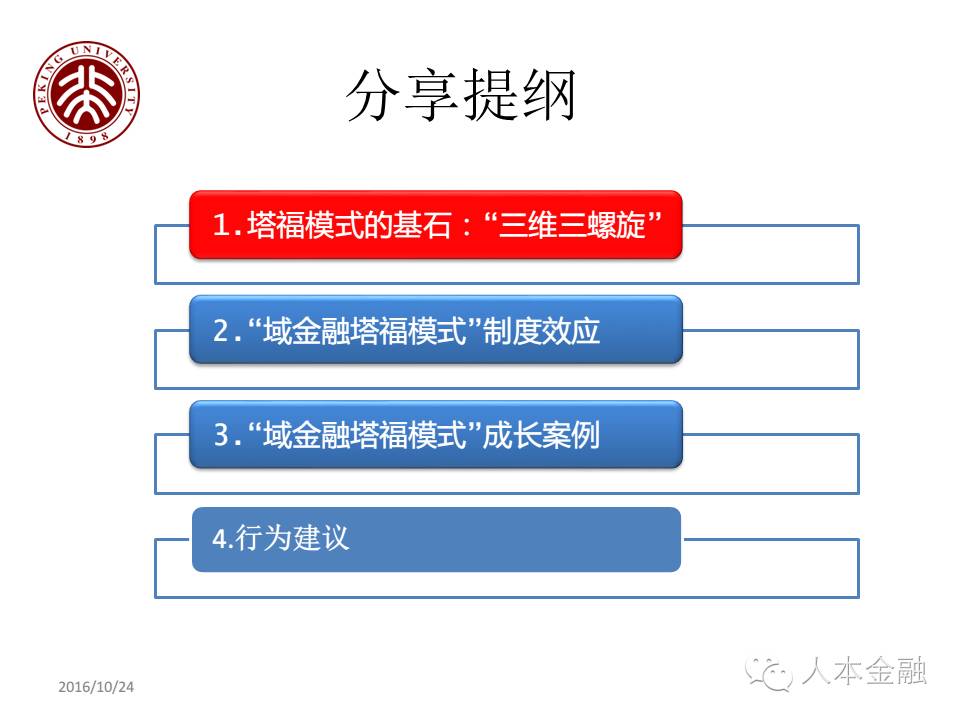 PEKING UNIVERSITY
1898
分享提纲
1.塔福模式的基石：“三维三螺旋”
2.“域金融塔福模式”制度效应
3.“域金融塔福模式”成长案例
4.行为建议
2016/10/24
人本金融